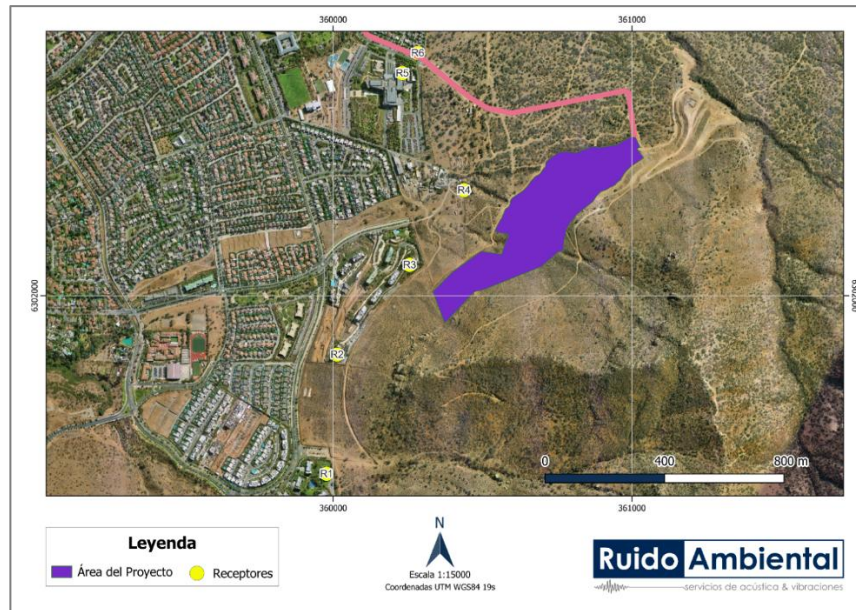 360000
361000
R6
R5
R4
R3
6302000
6302000
R2
R1
0
400
800 m
360000
361000
Leyenda
Área del Proyecto
Receptores
N
Escala 1:15000
Coordenadas UTM WGS84 19s
Ruido Ambiental
servicios de acústica & vibraciones